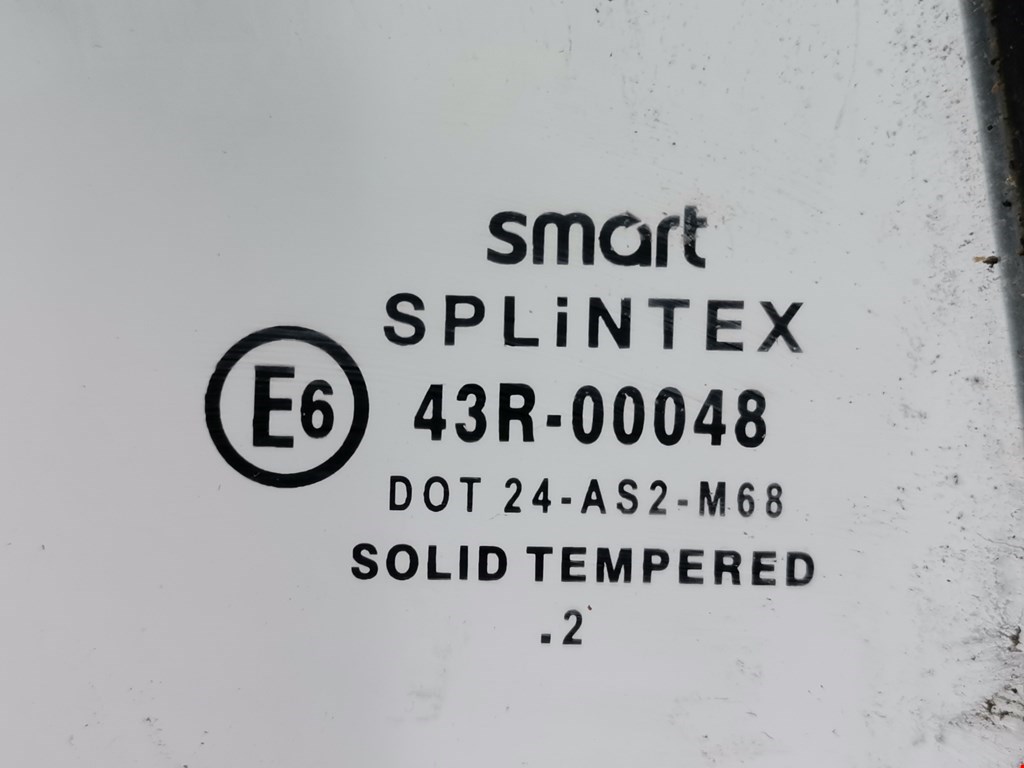 smart
SPLiNTEX
E6 43R-00048
DOT 24-AS2-M68
SOLID TEMPERED
.2